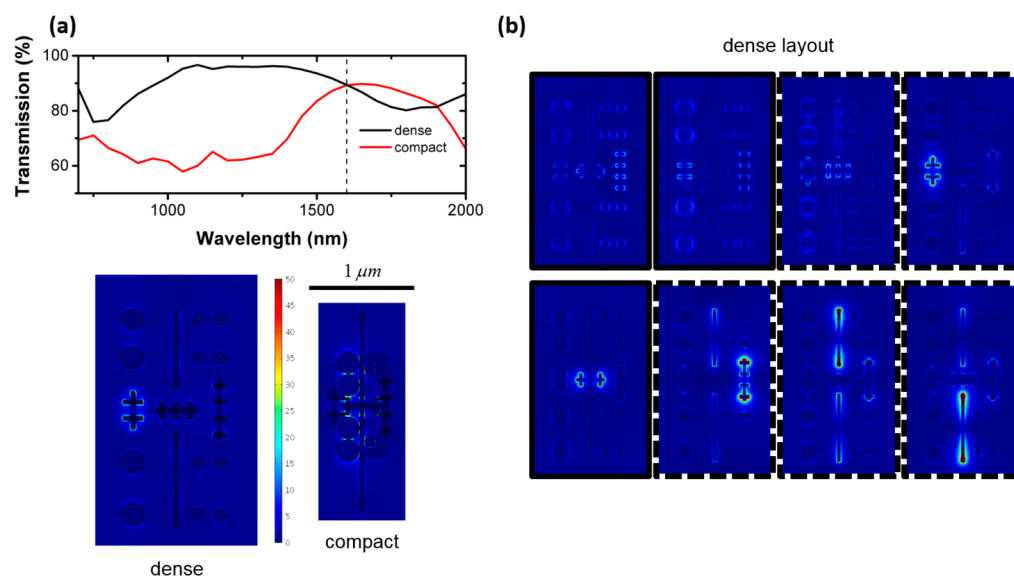 (a)
Transmission (%)
100
80
60
dense
compact
1000
1500
2000
Wavelength (nm)
50
45
40
35
30
25
20
15
10
5
0
1 μm
dense
compact
(b)
dense layout